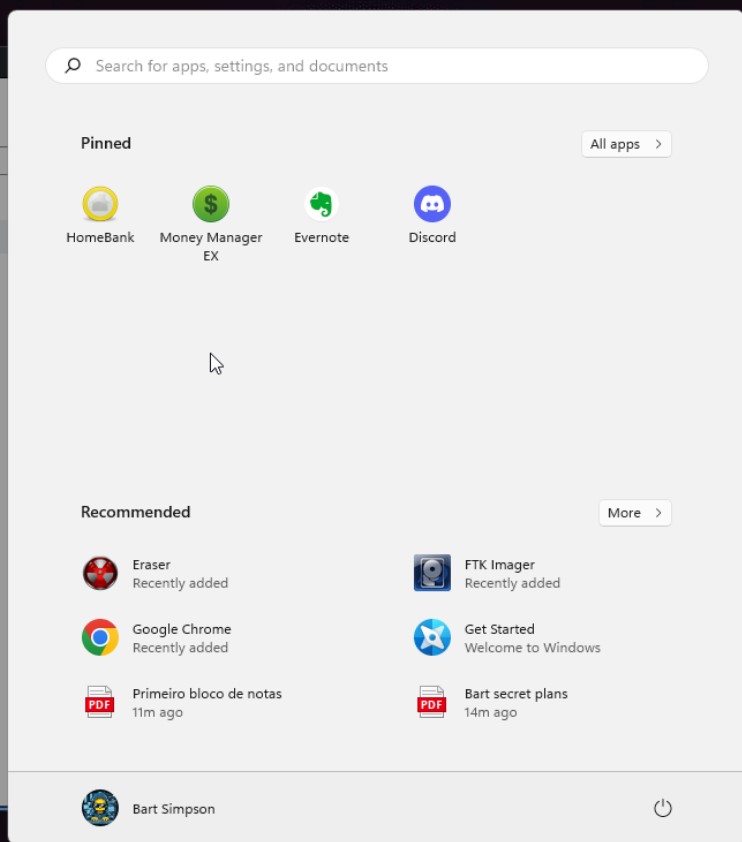 Search for apps, settings, and documents
Pinned
All apps
HomeBank
Money Manager
EX
Evernote
Discord
Recommended
More
Eraser
Recently added
FTK Imager
Recently added
Google Chrome
Recently added
Get Started
Welcome to Windows
PDF
Primeiro bloco de notas
11m ago
PDF
Bart secret plans
14m ago
Bart Simpson